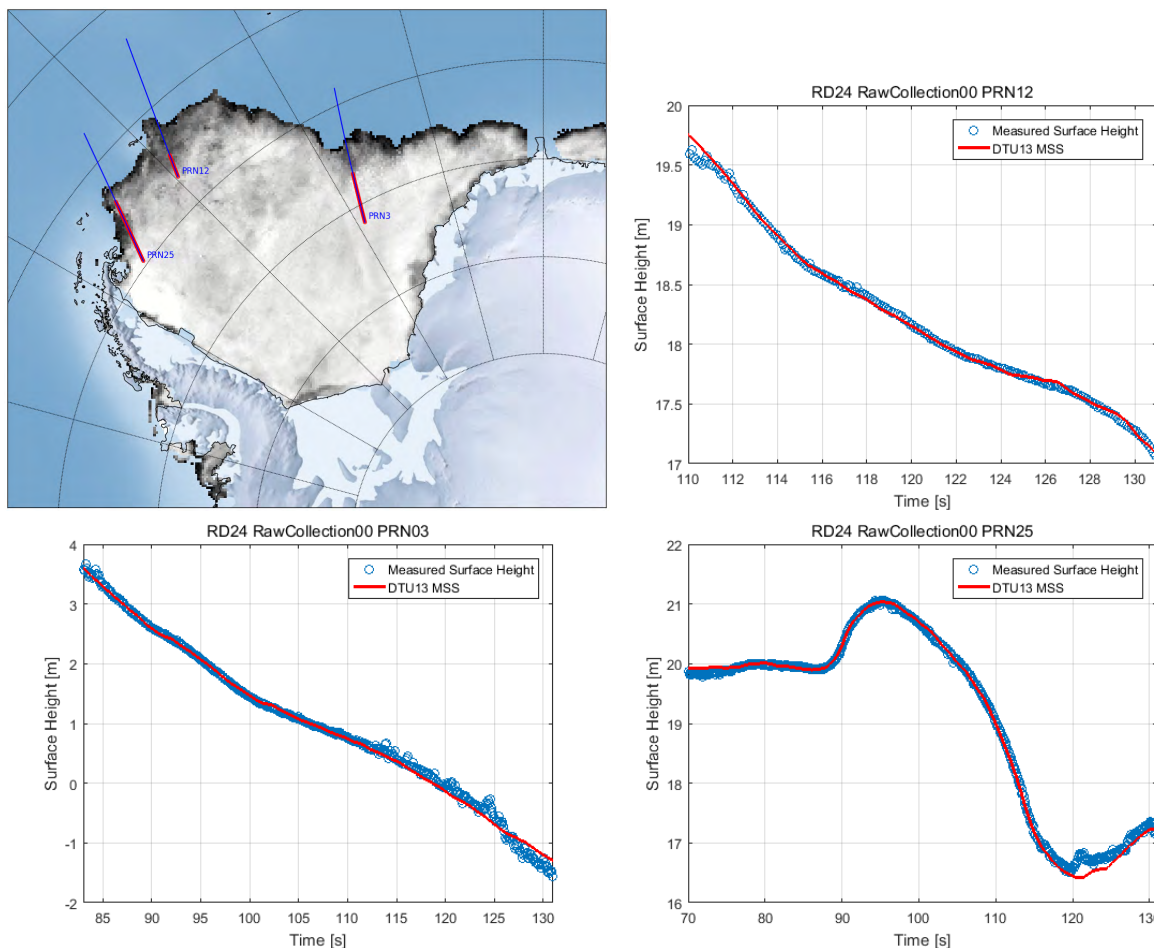 PRN12
PRN3
PRN25
RD24 RawCollection00 PRN12
Measured Surface Height
DTU13 MSS
Surface Height [m]
20
19.5
19
18.5
18
17.5
17
110 112 114 116 118 120 122 124 126 128 130
Time [s]
RD24 RawCollection00 PRN03
Measured Surface Height
DTU13 MSS
Surface Height [m]
4
3
2
1
0
-1
-2
85 90 95 100 105 110 115 120 125 130
Time [s]
RD24 RawCollection00 PRN25
Measured Surface Height
DTU13 MSS
Surface Height [m]
22
21
20
19
18
17
16
70 80 90 100 110 120 130
Time [s]